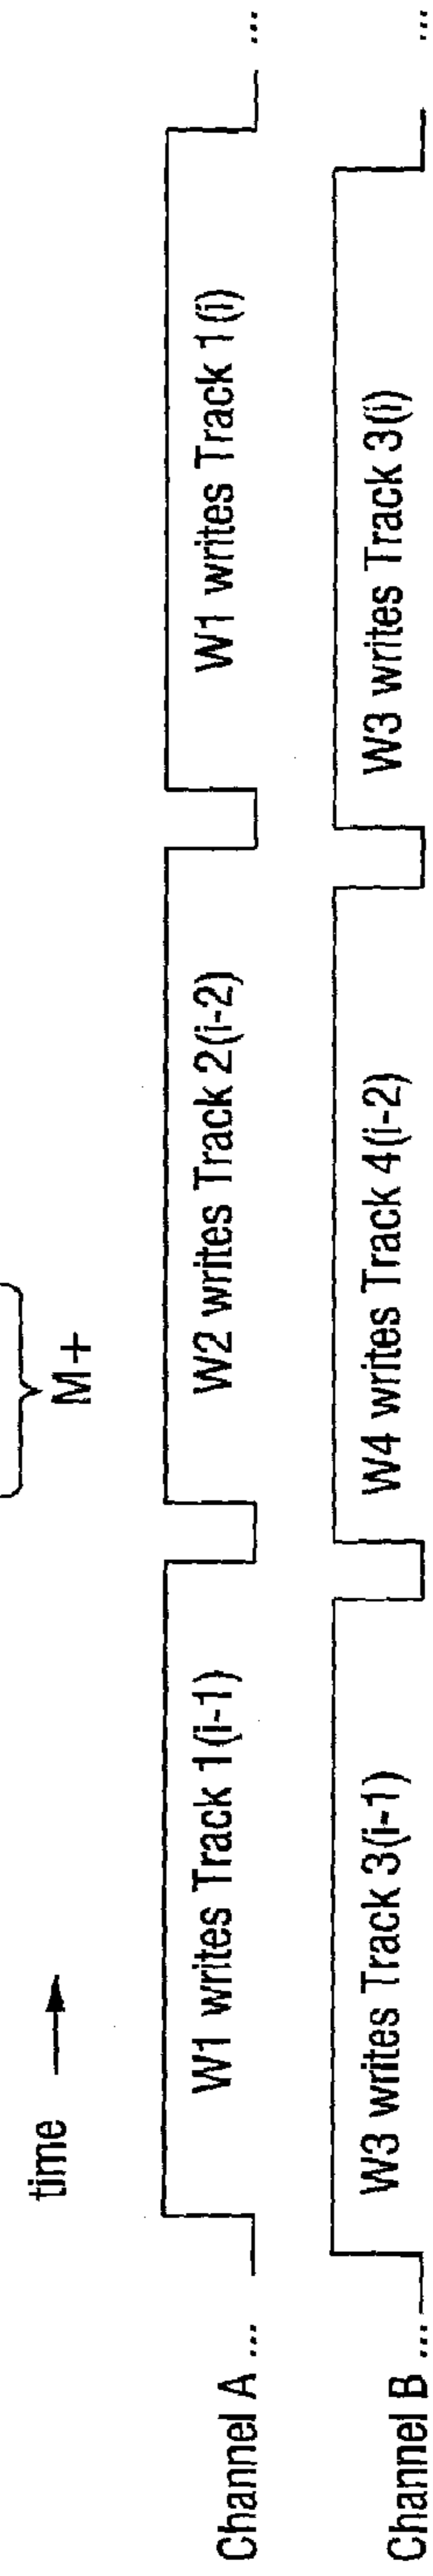 M+
time
Channel A ... W1 writes Track 1(i-1) W2 writes Track 2(i-2) W1 writes Track 1(i) ...
Channel B ... W3 writes Track 3(i-1) W4 writes Track 4(i-2) W3 writes Track 3(i) ...